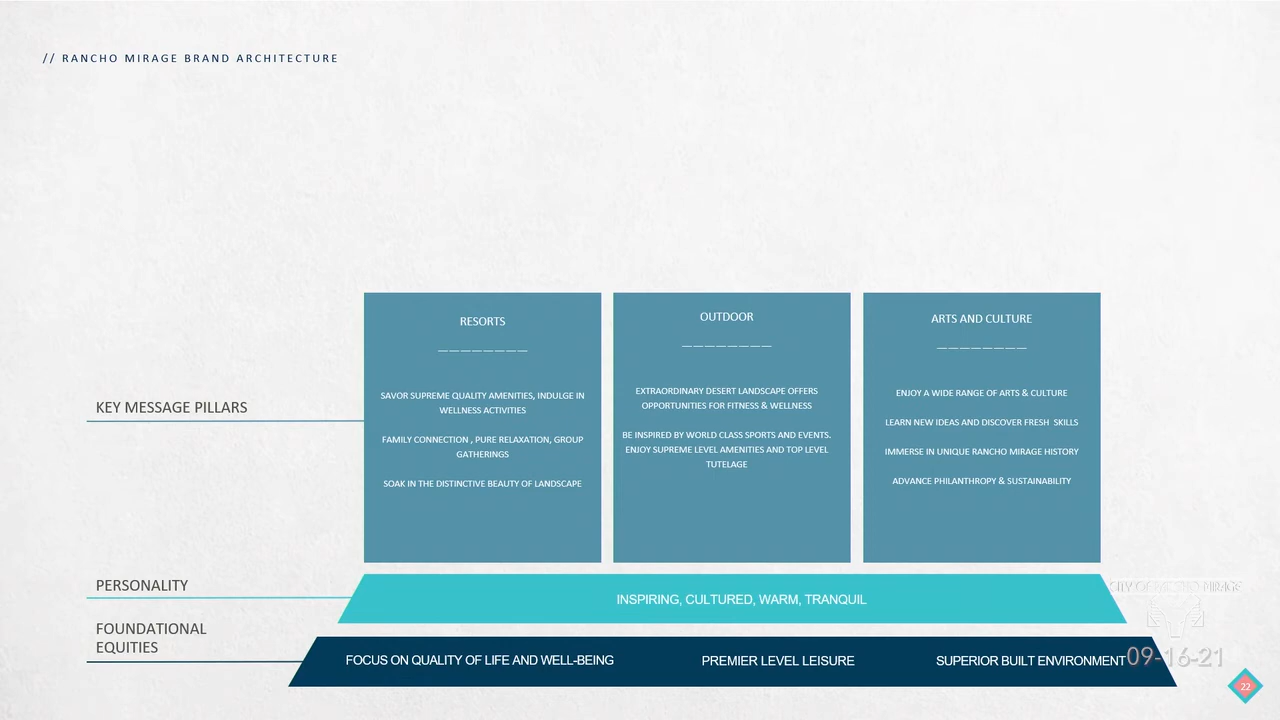 // RANCHO MIRAGE BRAND ARCHITECTURE
KEY MESSAGE PILLARS
RESORTS
SAVOR SUPREME QUALITY AMENITIES, INDULGE IN
WELLNESS ACTIVITIES
FAMILY CONNECTION , PURE RELAXATION, GROUP
GATHERINGS
SOAK IN THE DISTINCTIVE BEAUTY OF LANDSCAPE
OUTDOOR
EXTRAORDINARY DESERT LANDSCAPE OFFERS
OPPORTUNITIES FOR FITNESS & WELLNESS
BE INSPIRED BY WORLD CLASS SPORTS AND EVENTS.
ENJOY SUPREME LEVEL AMENITIES AND TOP LEVEL
TUTELAGE
ARTS AND CULTURE
ENJOY A WIDE RANGE OF ARTS & CULTURE
LEARN NEW IDEAS AND DISCOVER FRESH  SKILLS
IMMERSE IN UNIQUE RANCHO MIRAGE HISTORY
ADVANCE PHILANTHROPY & SUSTAINABILITY
PERSONALITY
INSPIRING, CULTURED, WARM, TRANQUIL
FOUNDATIONAL
EQUITIES
FOCUS ON QUALITY OF LIFE AND WELL-BEING
PREMIER LEVEL LEISURE
SUPERIOR BUILT ENVIRONMENT
CITY OF RANCHO MIRAGE
09-16-21
22